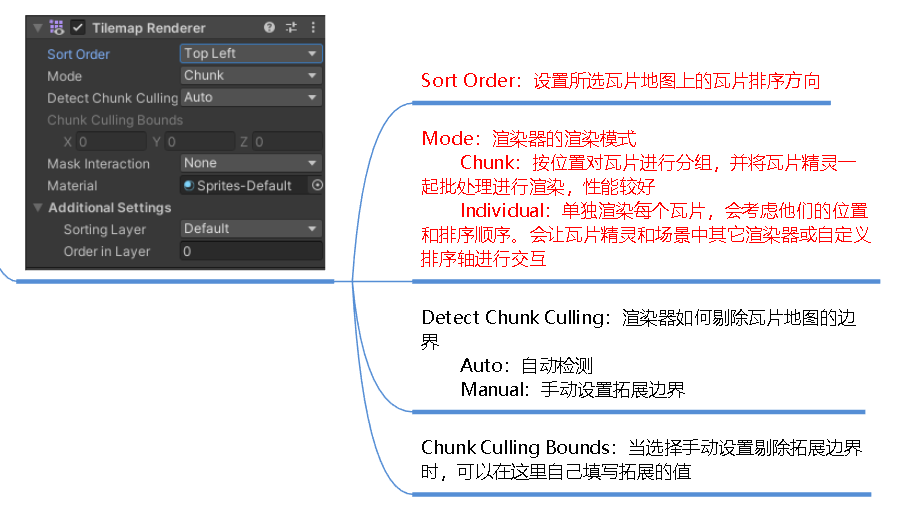 Tilemap Renderer
Sort Order Top Left
Mode Chunk
Detect Chunk Culling Auto
Chunk Culling Bounds
X 0 Y 0 Z 0
Mask Interaction None
Material Sprites-Default
Additional Settings
Sorting Layer Default
Order in Layer 0
Sort Order：设置所选瓦片地图上的瓦片排序方向
Mode：渲染器的渲染模式
Chunk：按位置对瓦片进行分组，并将瓦片精灵一
起批处理进行渲染，性能较好
Individual：单独渲染每个瓦片，会考虑他们的位置
和排序顺序。会让瓦片精灵和场景中其它渲染器或自定义
排序轴进行交互
Detect Chunk Culling：渲染器如何剔除瓦片地图的边
界
Auto：自动检测
Manual：手动设置拓展边界
Chunk Culling Bounds：当选择手动设置剔除拓展边界
时，可以在这里自己填写拓展的值